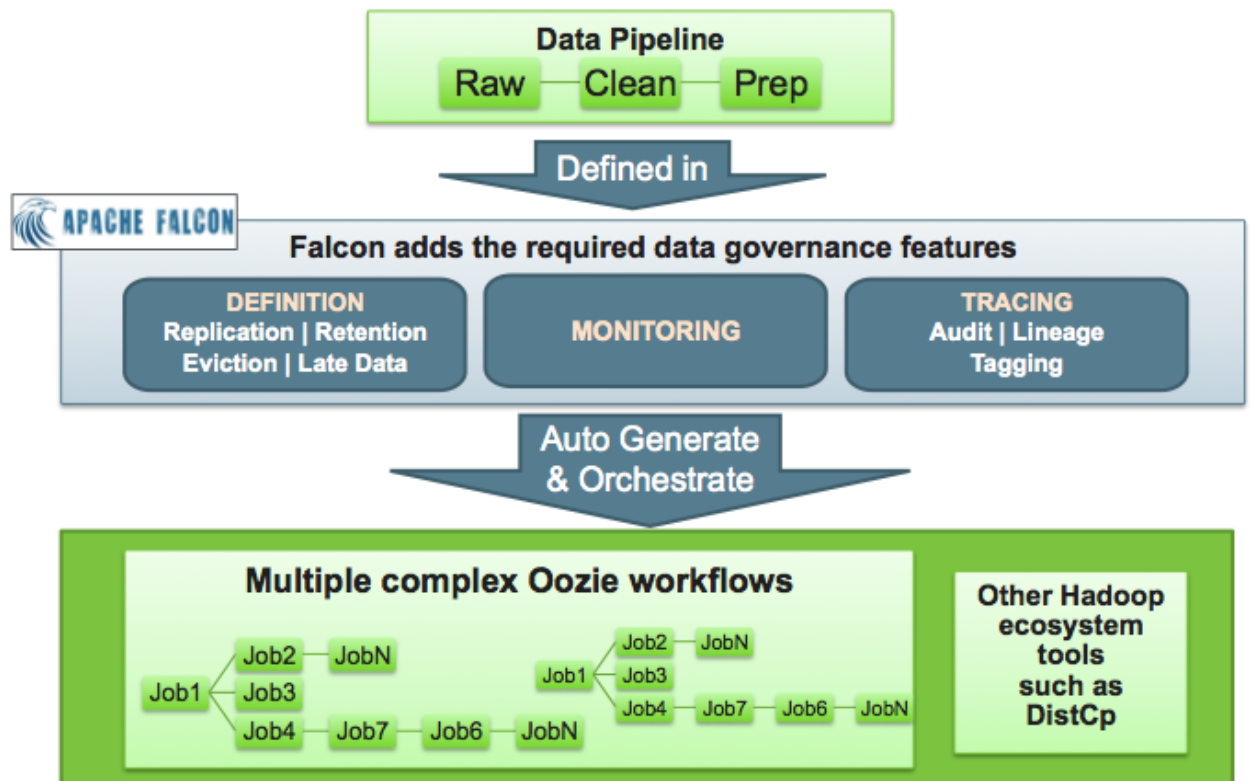 Data Pipeline
Raw Clean Prep
Defined in
APACHE FALCON
Falcon adds the required data governance features
DEFINITION
Replication | Retention
Eviction | Late Data
MONITORING
TRACING
Audit | Lineage
Tagging
Auto Generate
& Orchestrate
Multiple complex Oozie workflows
Job2 JobN
Job1
Job3
Job4 Job7 Job6 JobN
Job2 JobN
Job1
Job3
Job4 Job7 Job6 JobN
Other Hadoop
ecosystem
tools
such as
DistCp